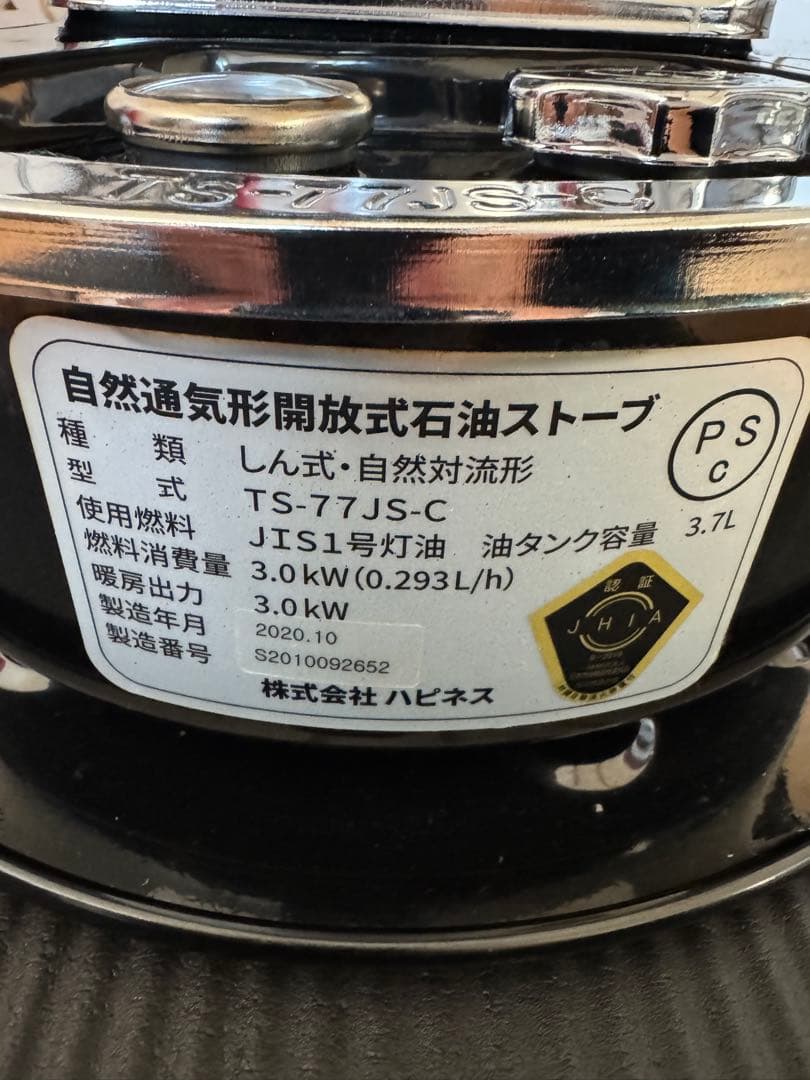 TS-77JS-C
自然通気形開放式石油ストーブ
PSC
種類 しん式・自然対流形
型式 TS-77JS-C
使用燃料 JIS1号灯油 油タンク容量 3.7L
燃料消費量 3.0kW(0.293L/h)
暖房出力 3.0kW
製造年月 2020.10
製造番号 S2010092652
株式会社 ハピネス
認証
JHIA